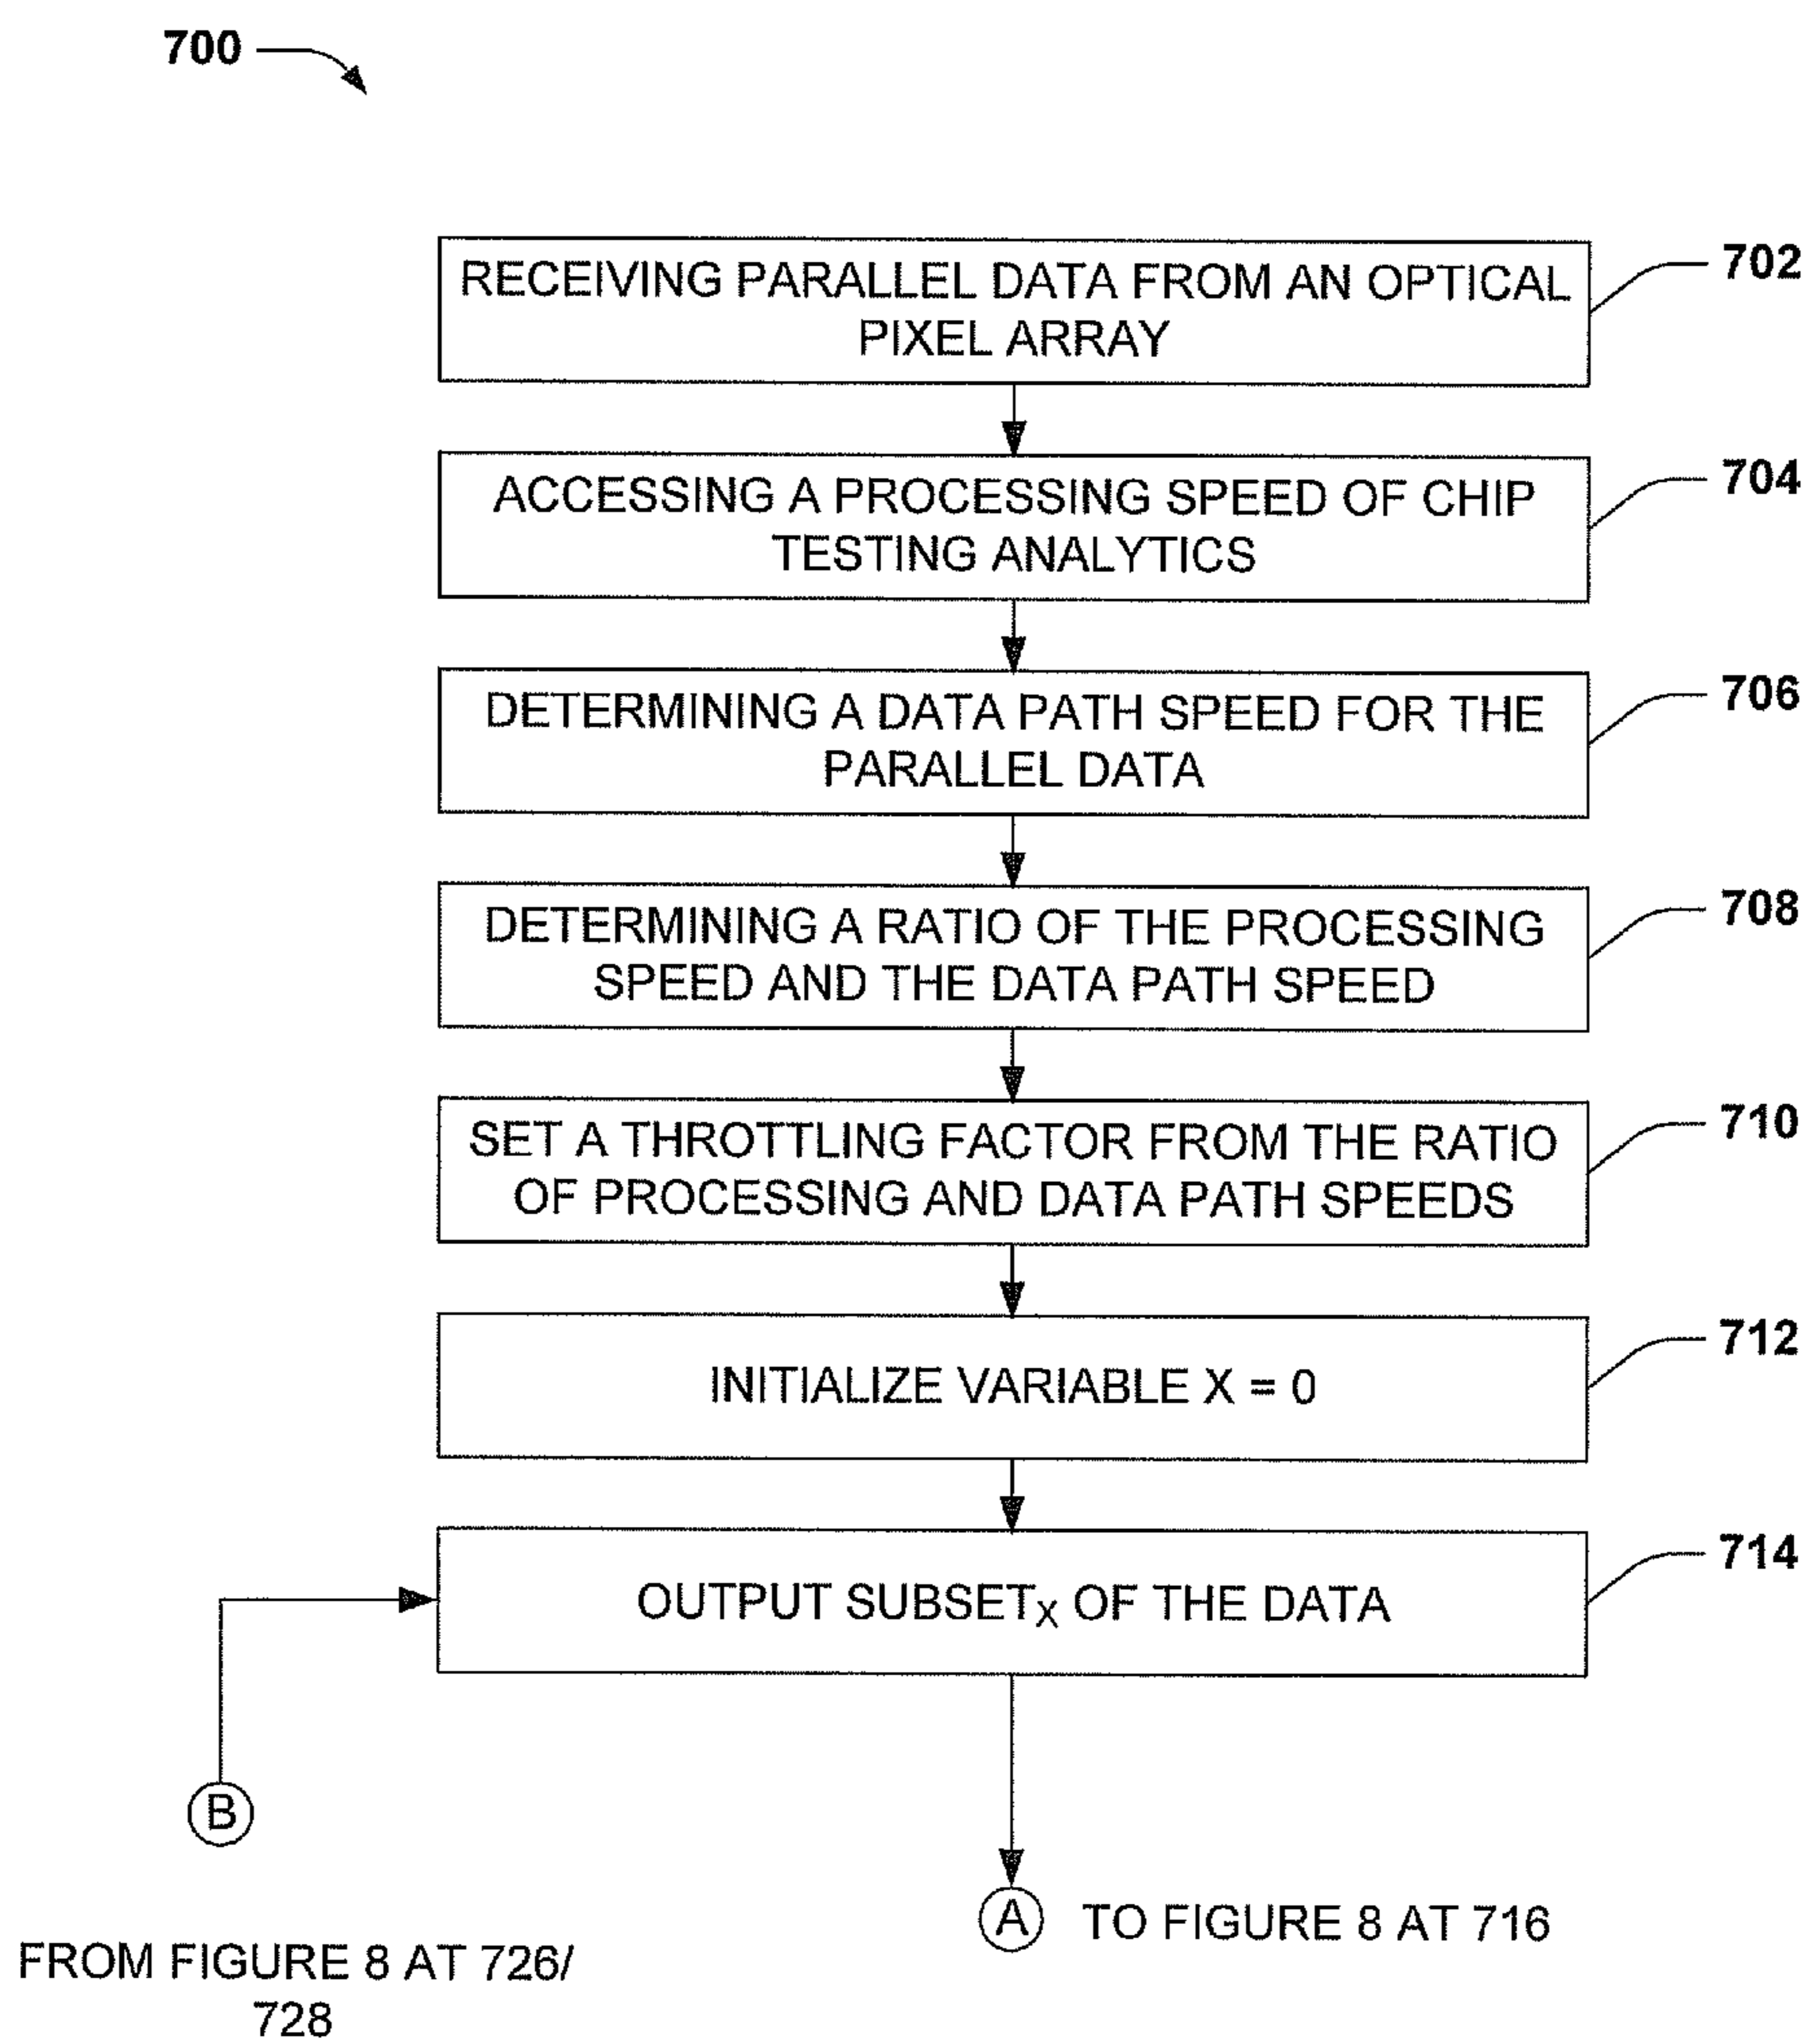 700
RECEIVING PARALLEL DATA FROM AN OPTICAL
PIXEL ARRAY
702
ACCESSING A PROCESSING SPEED OF CHIP
TESTING ANALYTICS
704
DETERMINING A DATA PATH SPEED FOR THE
PARALLEL DATA
706
DETERMINING A RATIO OF THE PROCESSING
SPEED AND THE DATA PATH SPEED
708
SET A THROTTLING FACTOR FROM THE RATIO
OF PROCESSING AND DATA PATH SPEEDS
710
INITIALIZE VARIABLE X = 0
712
OUTPUT SUBSETX OF THE DATA
714
B
FROM FIGURE 8 AT 726/
728
A
TO FIGURE 8 AT 716